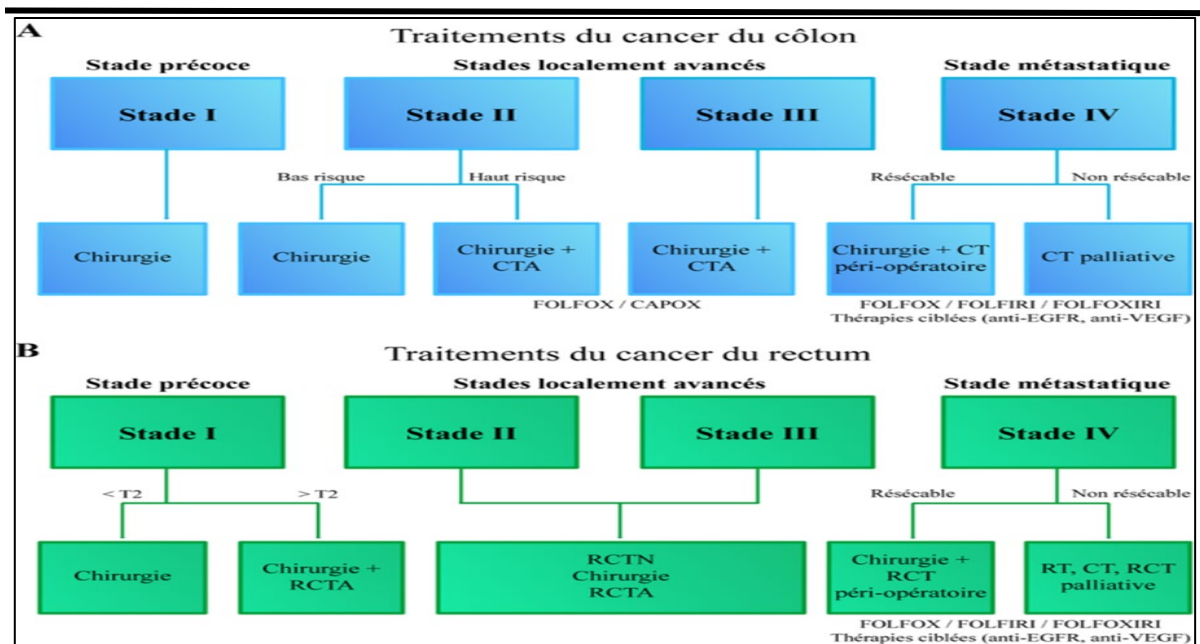 A
Traitements du cancer du côlon
Stade précoce
Stades localement avancés
Stade métastatique
Stade I
Stade II
Stade III
Stade IV
Bas risque
Haut risque
Résécable
Non résécable
Chirurgie
Chirurgie
Chirurgie +
CTA
Chirurgie +
CTA
Chirurgie + CT
péri-opératoire
CT palliative
FOLFOX / CAPOX
FOLFOX / FOLFIRI / FOLFOXIRI
Thérapies ciblées (anti-EGFR, anti-VEGF)
B
Traitements du cancer du rectum
Stade précoce
Stades localement avancés
Stade métastatique
Stade I
Stade II
Stade III
Stade IV
< T2
> T2
Résécable
Non résécable
Chirurgie
Chirurgie +
RCTA
RCTN
Chirurgie
RCTA
Chirurgie +
RCT
péri-opératoire
RT, CT, RCT
palliative
FOLFOX / FOLFIRI / FOLFOXIRI
Thérapies ciblées (anti-EGFR, anti-VEGF)